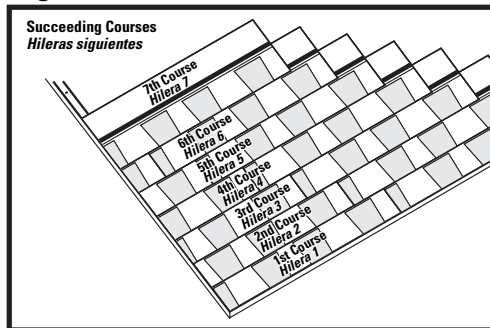 Succeeding Courses
Hileras siguientes
7th Course
Hilera 7
6th Course
Hilera 6
5th Course
Hilera 5
4th Course
Hilera 4
3rd Course
Hilera 3
2nd Course
Hilera 2
1st Course
Hilera 1